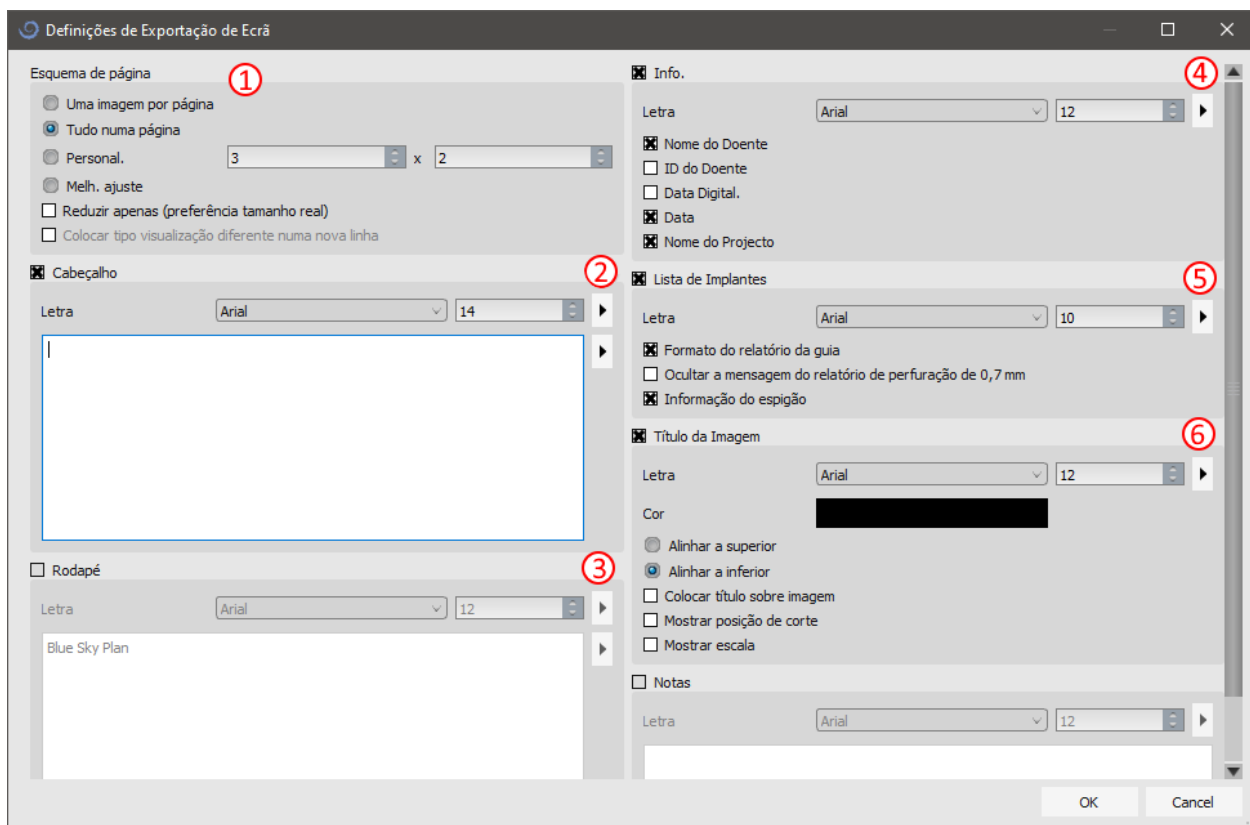 Definições de Exportação de Ecrã
Esquema de página
1
Uma imagem por página
Tudo numa página
Personal. 3 x 2
Melh. ajuste
Reduzir apenas (preferência tamanho real)
Colocar tipo visualização diferente numa nova linha
Cabeçalho
2
Letra Arial 14
Rodapé
3
Letra Arial 12
Blue Sky Plan
Info.
4
Letra Arial 12
Nome do Doente
ID do Doente
Data Digital.
Data
Nome do Projecto
Lista de Implantes
5
Letra Arial 10
Formato do relatório da guia
Ocultar a mensagem do relatório de perfuração de 0,7 mm
Informação do espigão
Título da Imagem
6
Letra Arial 12
Cor
Alinhar a superior
Alinhar a inferior
Colocar título sobre imagem
Mostrar posição de corte
Mostrar escala
Notas
Letra Arial 12
OK Cancel